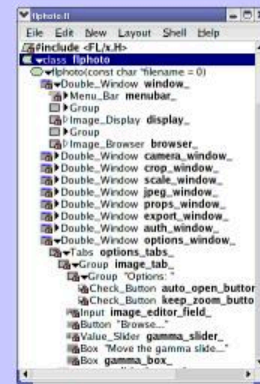 flphoto.fl
File Edit New Layout Shell Help
#include <FL/x.H>
class flphoto
flphoto(const char *filename = 0)
Double_Window window_
Menu_Bar menubar_
Group
Image_Display display_
Group
Image_Browser browser_
Double_Window camera_window_
Double_Window crop_window_
Double_Window scale_window_
Double_Window jpeg_window_
Double_Window props_window_
Double_Window export_window_
Double_Window auth_window_
Double_Window options_window_
Tabs options_tabs_
Group image_tab_
Group "Options: "
Check_Button auto_open_button
Check_Button keep_zoom_butto
Input image_editor_field_
Button "Browse..."
Value_Slider gamma_slider_
Box "Move the gamma slide..."
Box gamma_box_